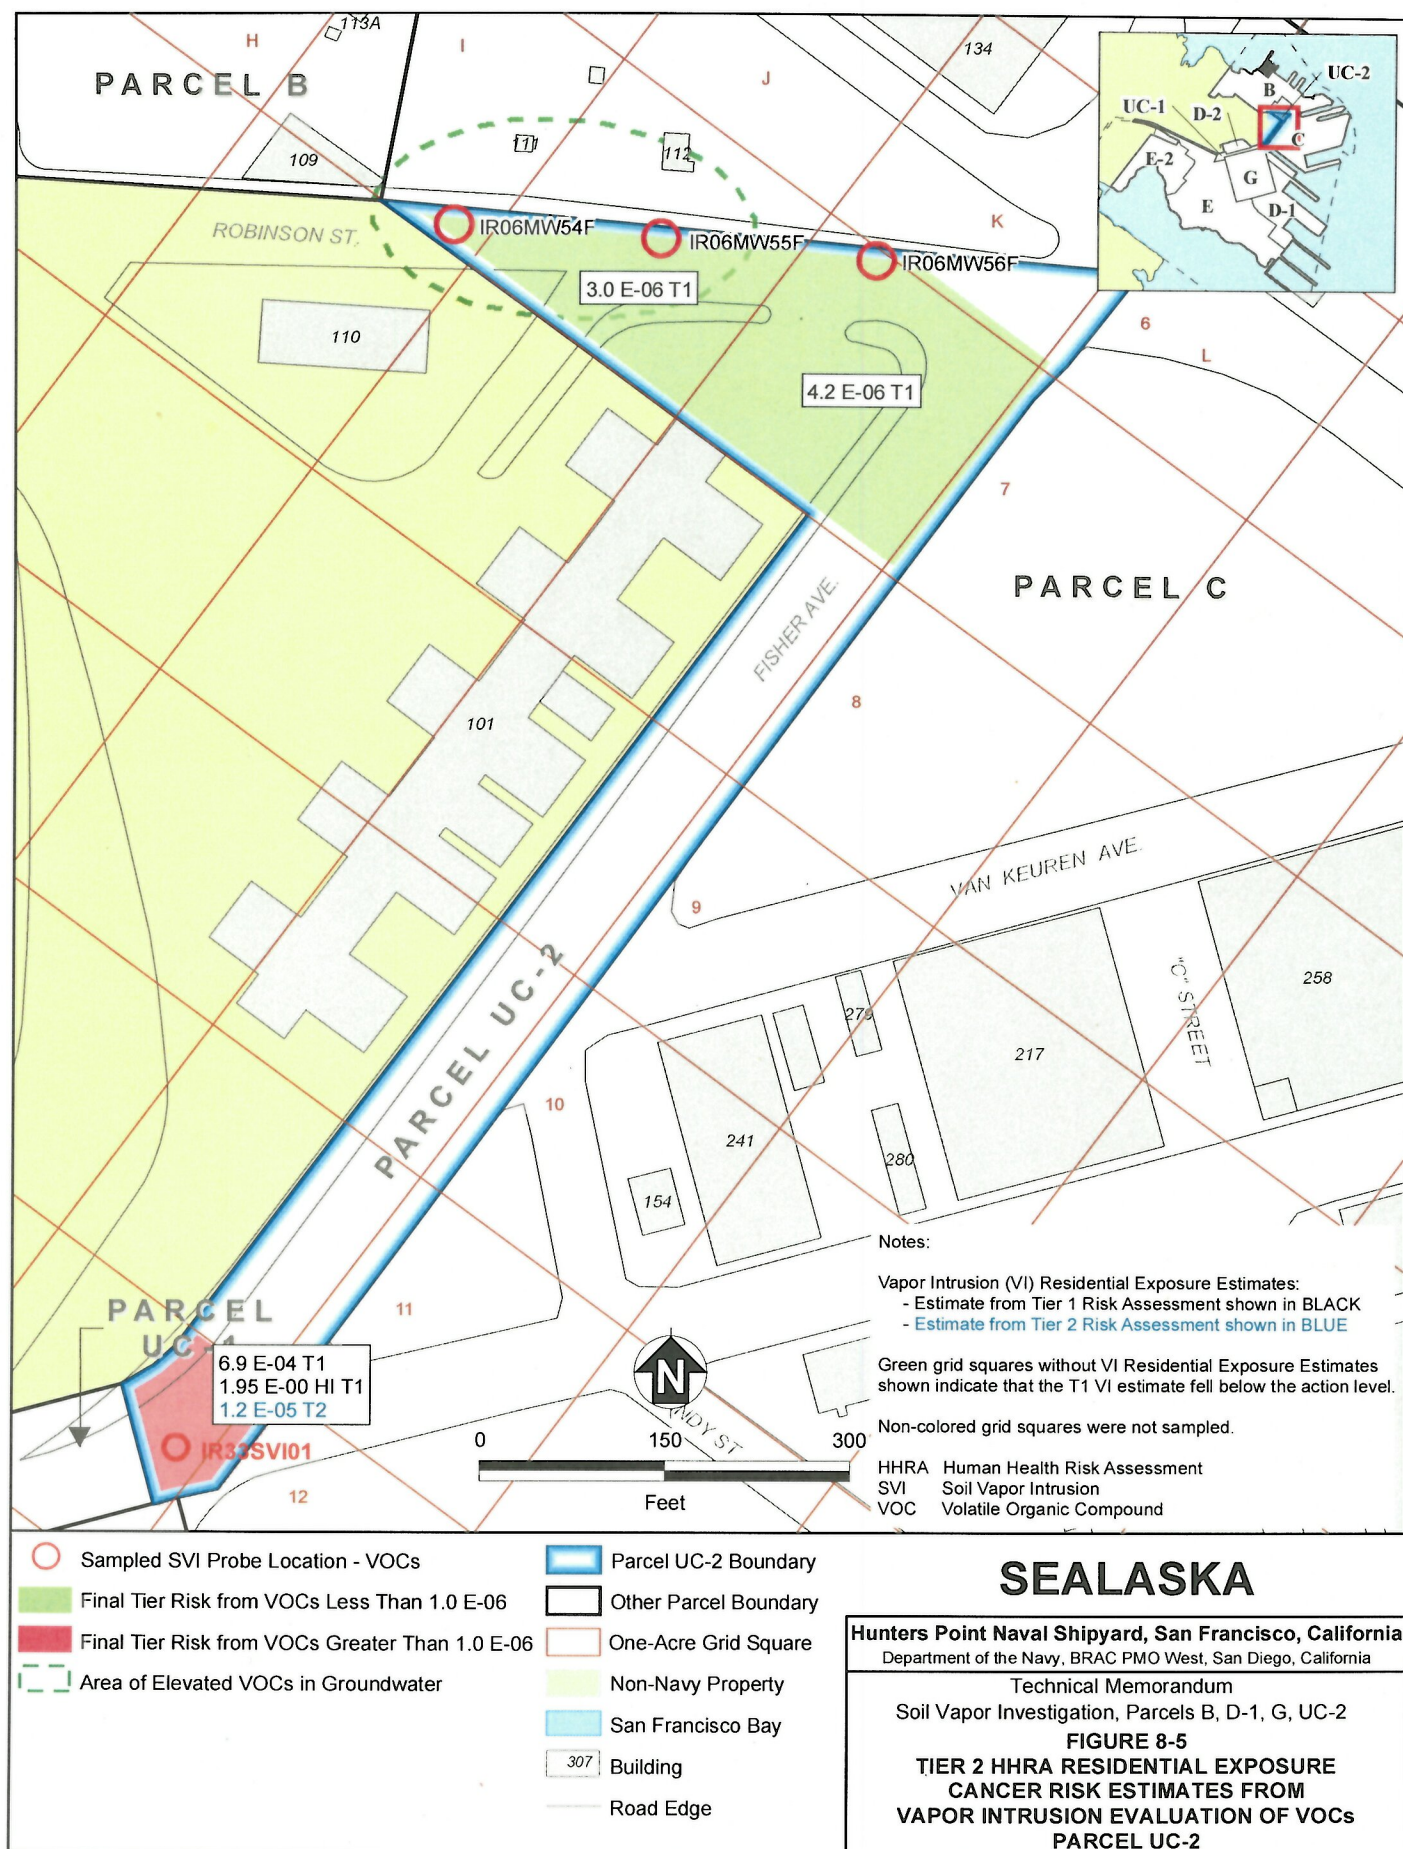 113A
H
I
J
134
PARCEL B
UC-2
B
UC-1
D-2
C
E-2
G
E
D-1
109
111
112
K
ROBINSON ST.
IR06MW54F
IR06MW55F
IR06MW56F
3.0 E-06 T1
110
6
L
4.2 E-06 T1
7
PARCEL C
FISHER AVE.
8
101
VAN KEUREN AVE.
9
PARCEL UC-2
"C" STREET
258
279
217
10
241
280
154
11
PARCEL
UC-1
6.9 E-04 T1
1.95 E-00 HI T1
1.2 E-05 T2
IR33SVI01
12
N
NDY ST
0 150 300
Feet
Notes:
Vapor Intrusion (VI) Residential Exposure Estimates:
- Estimate from Tier 1 Risk Assessment shown in BLACK
- Estimate from Tier 2 Risk Assessment shown in BLUE
Green grid squares without VI Residential Exposure Estimates
shown indicate that the T1 VI estimate fell below the action level.
Non-colored grid squares were not sampled.
HHRA Human Health Risk Assessment
SVI Soil Vapor Intrusion
VOC Volatile Organic Compound
Sampled SVI Probe Location - VOCs
Final Tier Risk from VOCs Less Than 1.0 E-06
Final Tier Risk from VOCs Greater Than 1.0 E-06
Area of Elevated VOCs in Groundwater
Parcel UC-2 Boundary
Other Parcel Boundary
One-Acre Grid Square
Non-Navy Property
San Francisco Bay
307 Building
Road Edge
SEALASKA
Hunters Point Naval Shipyard, San Francisco, California
Department of the Navy, BRAC PMO West, San Diego, California
Technical Memorandum
Soil Vapor Investigation, Parcels B, D-1, G, UC-2
FIGURE 8-5
TIER 2 HHRA RESIDENTIAL EXPOSURE
CANCER RISK ESTIMATES FROM
VAPOR INTRUSION EVALUATION OF VOCs
PARCEL UC-2